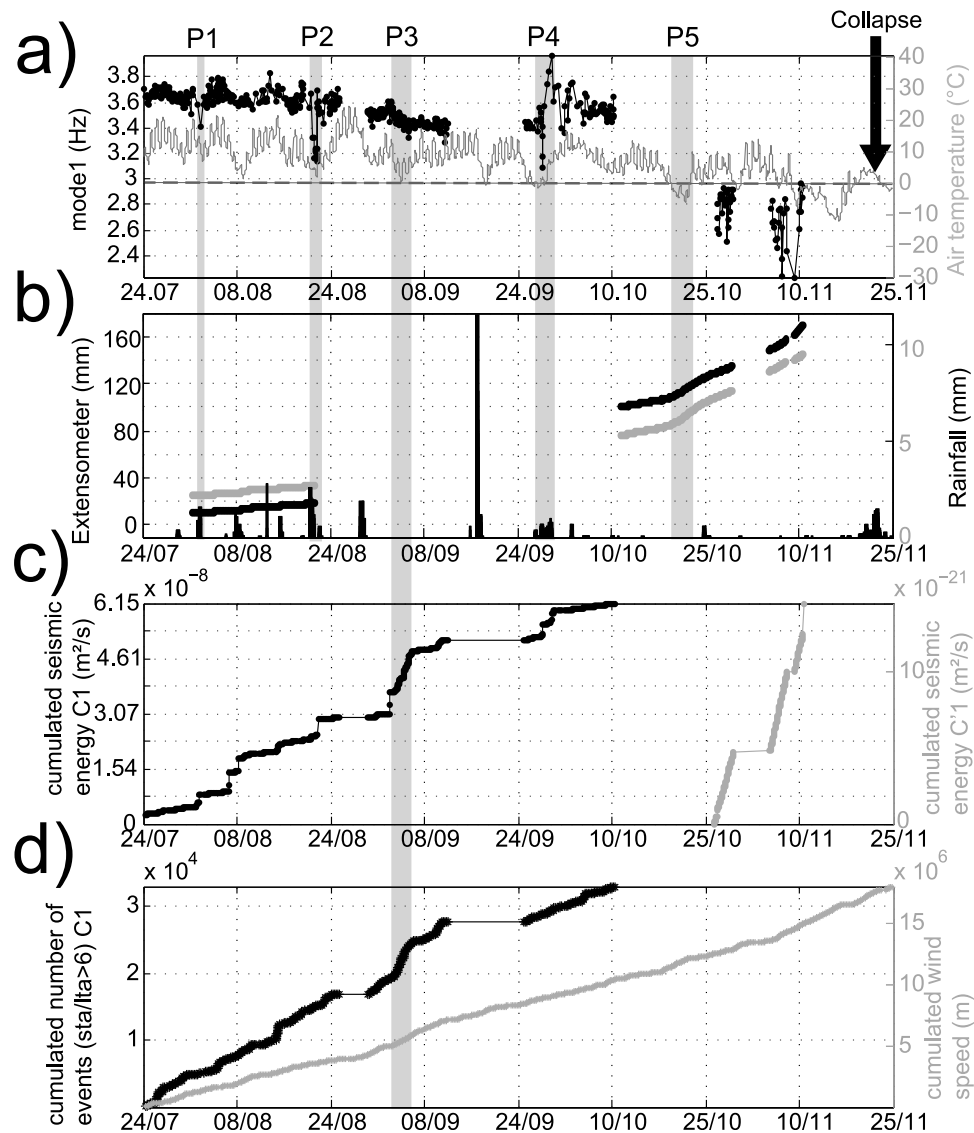 Collapse
a) P1 P2 P3 P4 P5
mode1 (Hz)
3.8
3.6
3.4
3.2
3
2.8
2.6
2.4
40
30
20
10
0
−10
−20
−30
Air temperature (°C)
24.07 08.08 24.08 08.09 24.09 10.10 25.10 10.11 25.11
b)
Extensometer (mm)
160
120
80
40
0
10
5
0
Rainfall (mm)
24/07 08/08 24/08 08/09 24/09 10/10 25/10 10/11 25/11
c)
x 10−8
cumulated seismic
energy C1 (m²/s)
6.15
4.61
3.07
1.54
0
x 10−21
10
0
cumulated seismic
energy C'1 (m²/s)
24/07 08/08 24/08 08/09 24/09 10/10 25/10 10/11 25/11
d)
x 104
cumulated number of
events (sta/lta>6) C1
3
2
1
x 106
15
10
5
cumulated wind
speed (m)
24/07 08/08 24/08 08/09 24/09 10/10 25/10 10/11 25/11